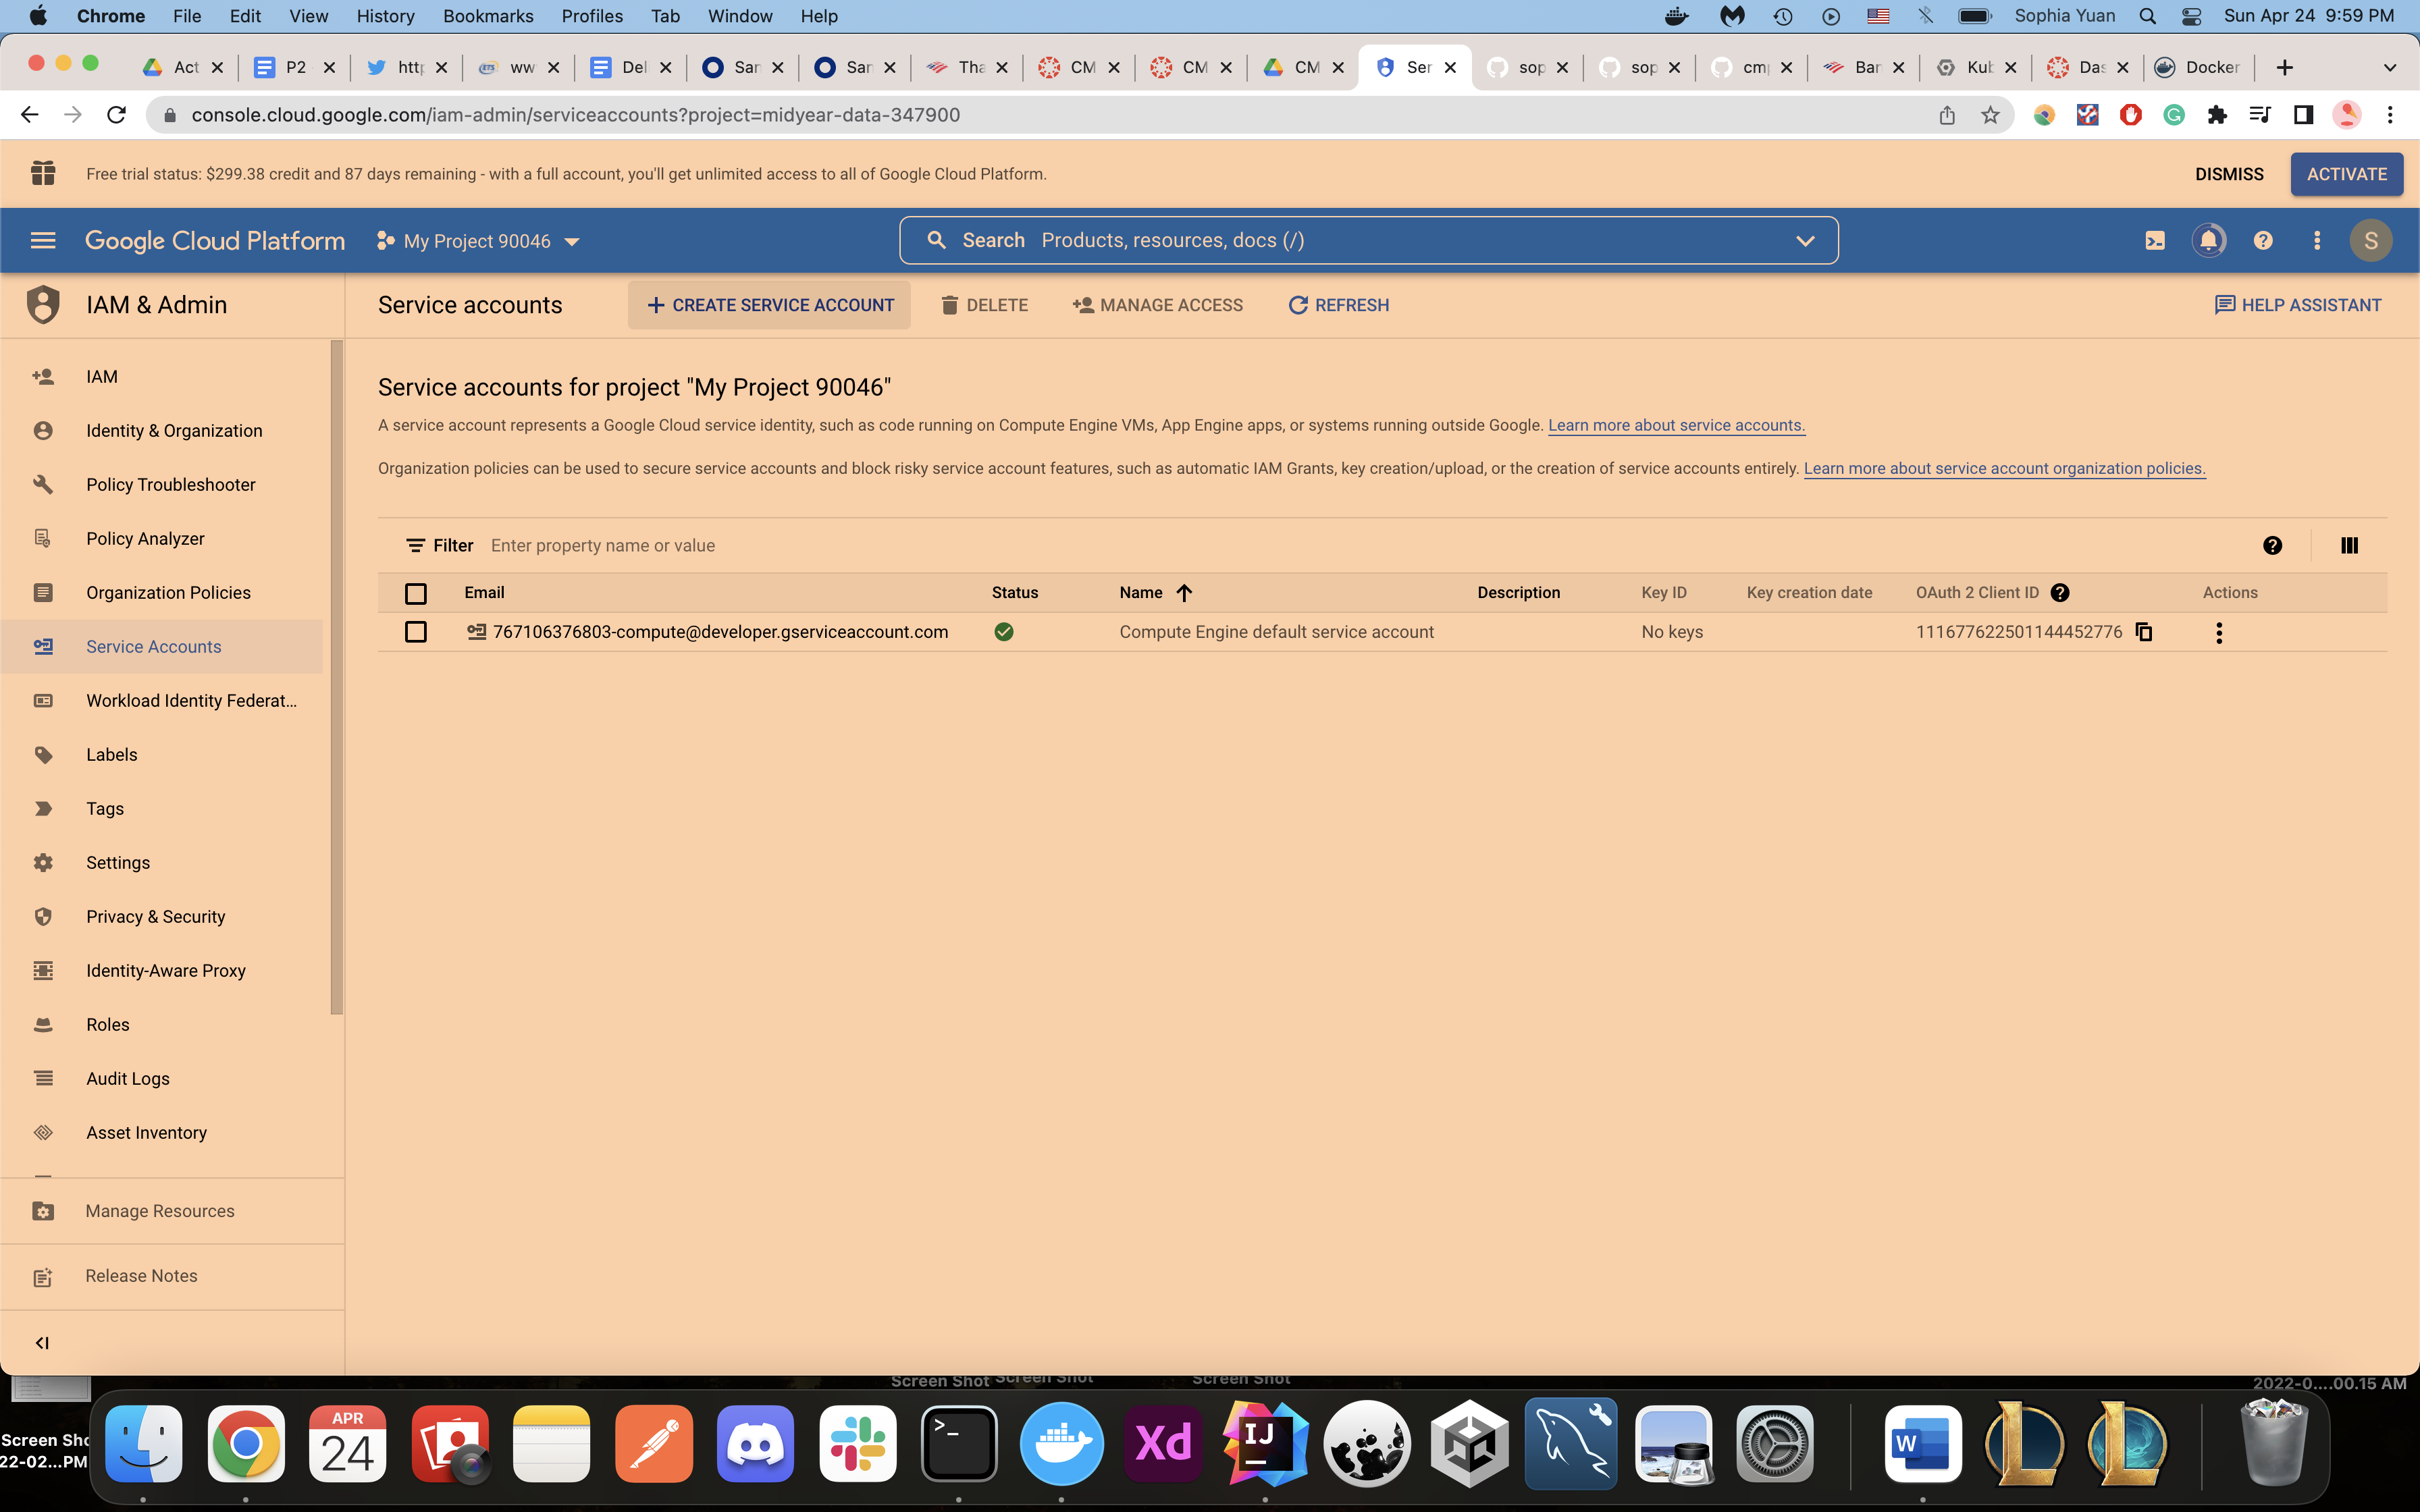 Chrome File Edit View History Bookmarks Profiles Tab Window Help Sophia Yuan Sun Apr 24 9:59 PM
Act P2 http ww Del San San Tha CM CM CM Ser sop sop cm Ban Kub Das Docker
console.cloud.google.com/iam-admin/serviceaccounts?project=midyear-data-347900
Free trial status: $299.38 credit and 87 days remaining - with a full account, you'll get unlimited access to all of Google Cloud Platform. DISMISS ACTIVATE
Google Cloud Platform My Project 90046 Search Products, resources, docs (/) S
IAM & Admin Service accounts CREATE SERVICE ACCOUNT DELETE MANAGE ACCESS REFRESH HELP ASSISTANT
IAM
Identity & Organization
Policy Troubleshooter
Policy Analyzer
Organization Policies
Service Accounts
Workload Identity Federat...
Labels
Tags
Settings
Privacy & Security
Identity-Aware Proxy
Roles
Audit Logs
Asset Inventory
Manage Resources
Release Notes
Service accounts for project "My Project 90046"
A service account represents a Google Cloud service identity, such as code running on Compute Engine VMs, App Engine apps, or systems running outside Google. Learn more about service accounts.
Organization policies can be used to secure service accounts and block risky service account features, such as automatic IAM Grants, key creation/upload, or the creation of service accounts entirely. Learn more about service account organization policies.
Filter Enter property name or value
Email Status Name Description Key ID Key creation date OAuth 2 Client ID Actions
767106376803-compute@developer.gserviceaccount.com Compute Engine default service account No keys 111677622501144452776
Screen Shot Screen Shot Screen Shot 2022-0....00.15 AM
Screen Sho
22-02...PM
APR
24
Xd
IJ
W